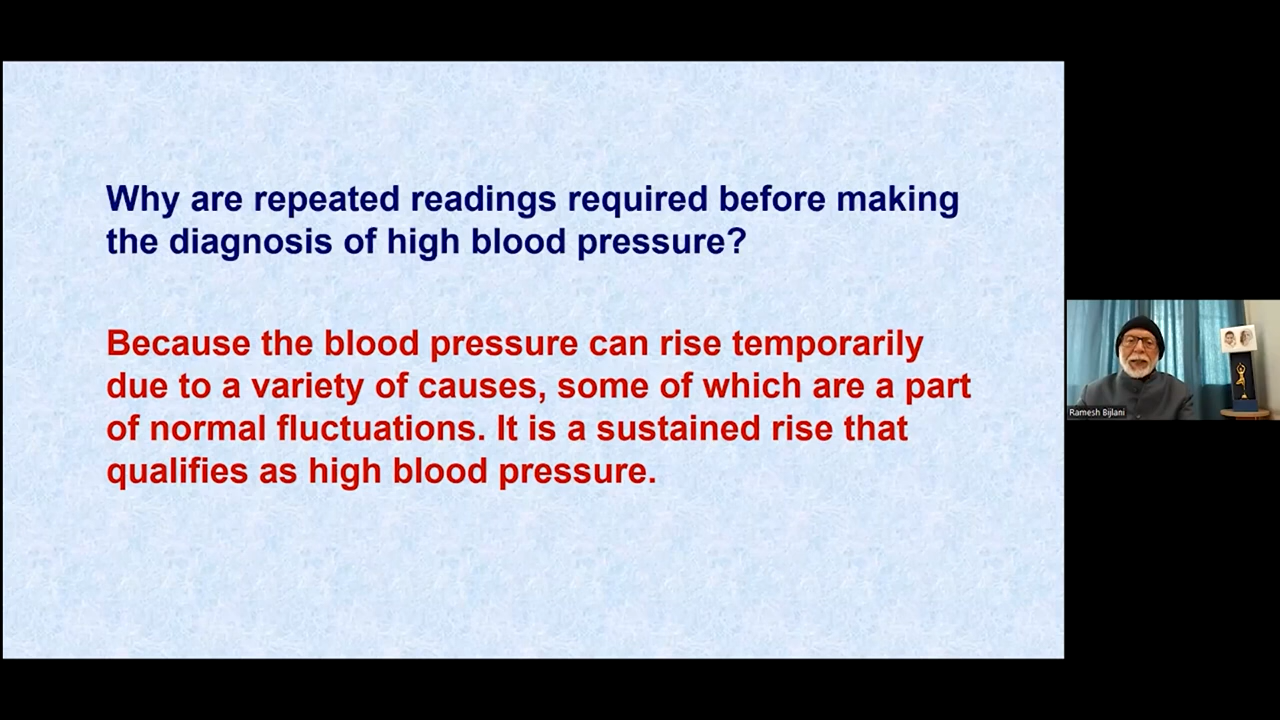 Why are repeated readings required before making
the diagnosis of high blood pressure?
Because the blood pressure can rise temporarily
due to a variety of causes, some of which are a part
of normal fluctuations. It is a sustained rise that
qualifies as high blood pressure.
Ramesh Bijlani